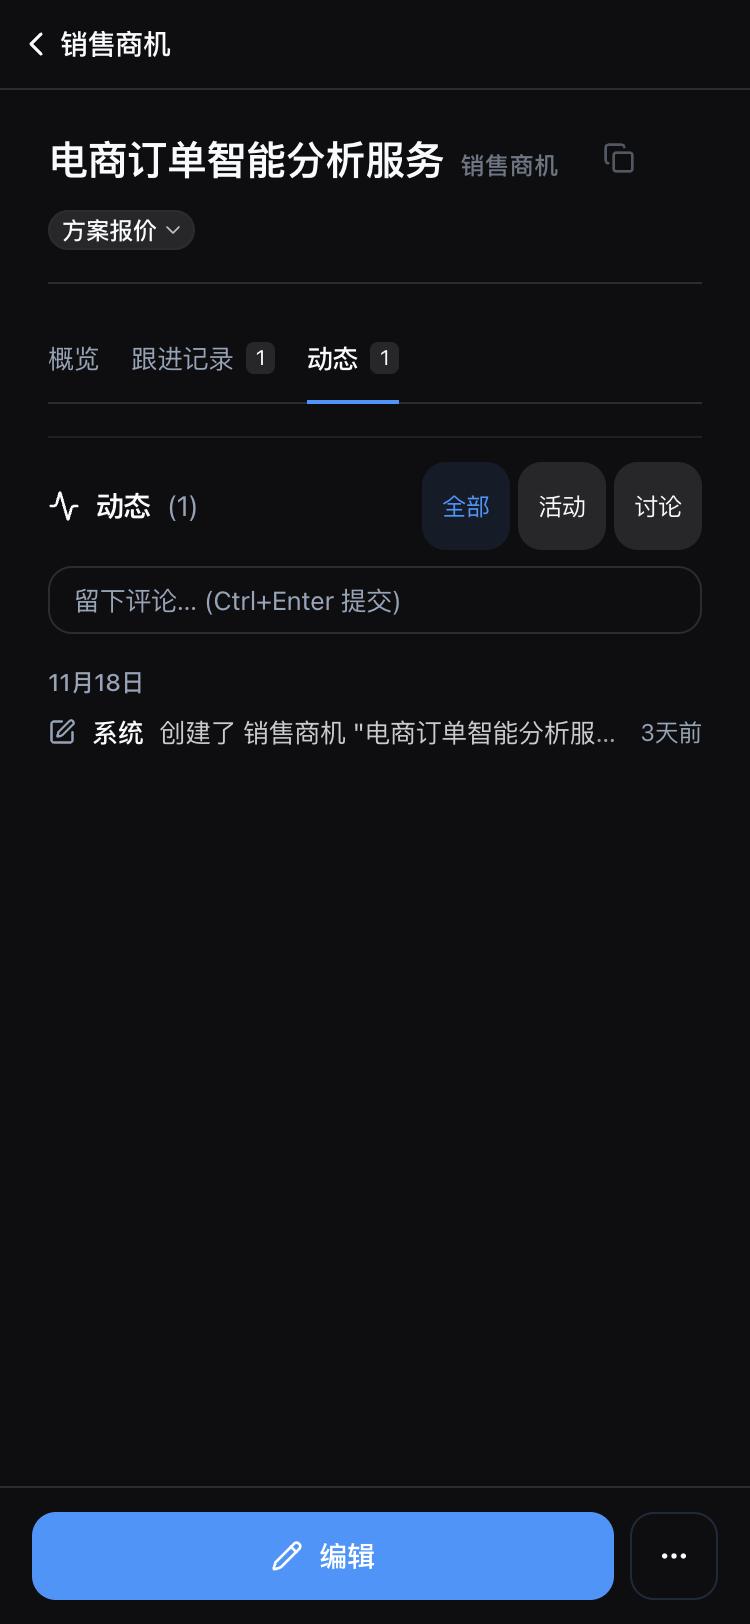 销售商机
电商订单智能分析服务 销售商机
方案报价
概览 跟进记录 1 动态 1
动态 (1) 全部 活动 讨论
留下评论... (Ctrl+Enter 提交)
11月18日
系统 创建了 销售商机 "电商订单智能分析服... 3天前
编辑